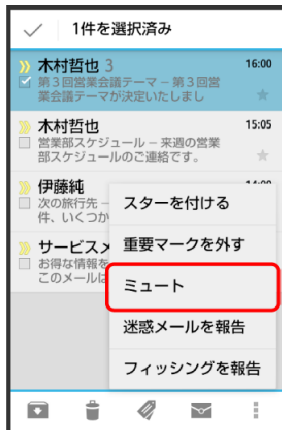 1件を選択済み
木村哲也 3 16:00
第3回営業会議テーマ – 第3回営
業会議テーマが決定いたしまし
木村哲也 15:05
営業部スケジュール – 来週の営業
部スケジュールのご連絡です。
伊藤純
次の旅行先 –
件、いくつか
サービスメ
お得な情報を
このメールは
スターを付ける
重要マークを外す
ミュート
迷惑メールを報告
フィッシングを報告